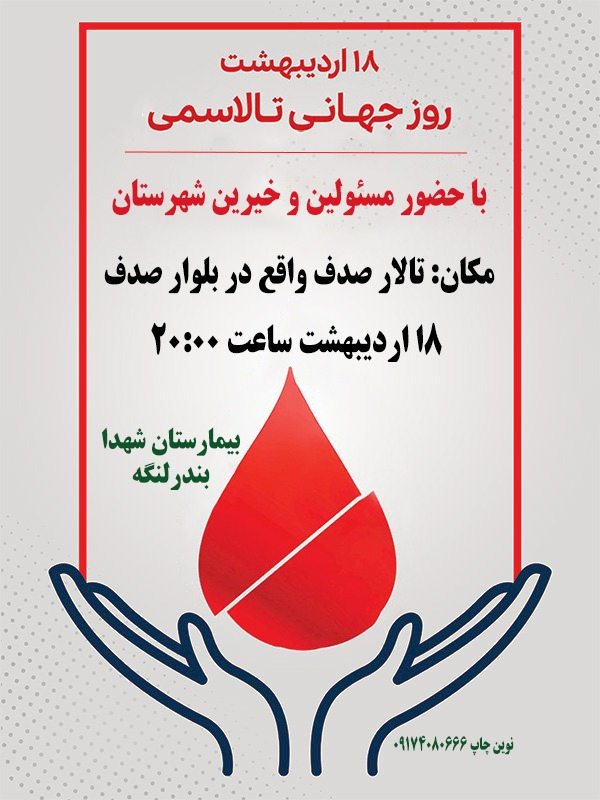 ۱۸ اردیبهشت
روز جهانی تالاسمی
با حضور مسئولین و خیرین شهرستان
مکان: تالار صدف واقع در بلوار صدف
۱۸ اردیبهشت ساعت ۲۰:۰۰
بیمارستان شهدا
بندرلنگه
نوین چاپ ۰۹۱۷۴۰۸۰۶۶۶